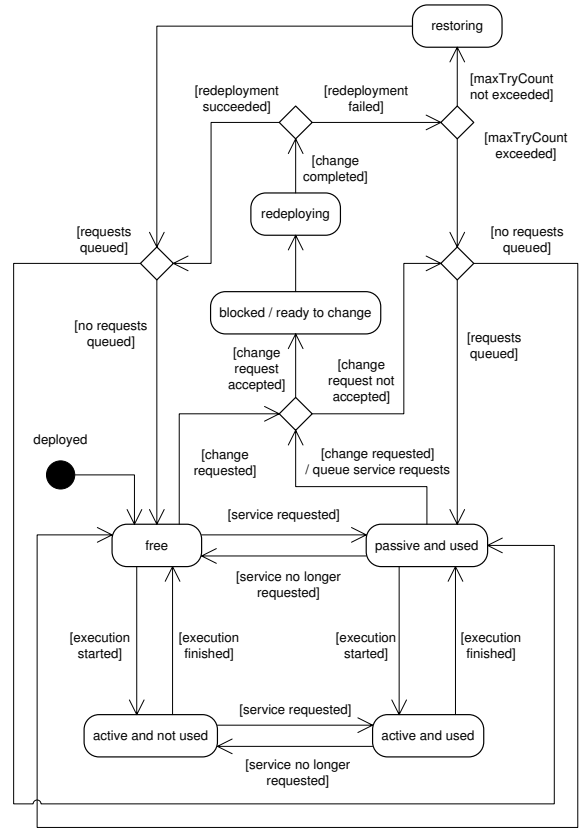 restoring
[redeployment
succeeded]
[redeployment
failed]
[maxTryCount
not exceeded]
[maxTryCount
exceeded]
[change
completed]
redeploying
[requests
queued]
[no requests
queued]
blocked / ready to change
[no requests
queued]
[change
request
accepted]
[change
request not
accepted]
[requests
queued]
deployed
[change
requested]
[change requested]
/ queue service requests
free
[service requested]
passive and used
[service no longer
requested]
[execution
started]
[execution
finished]
[execution
started]
[execution
finished]
active and not used
[service requested]
active and used
[service no longer
requested]